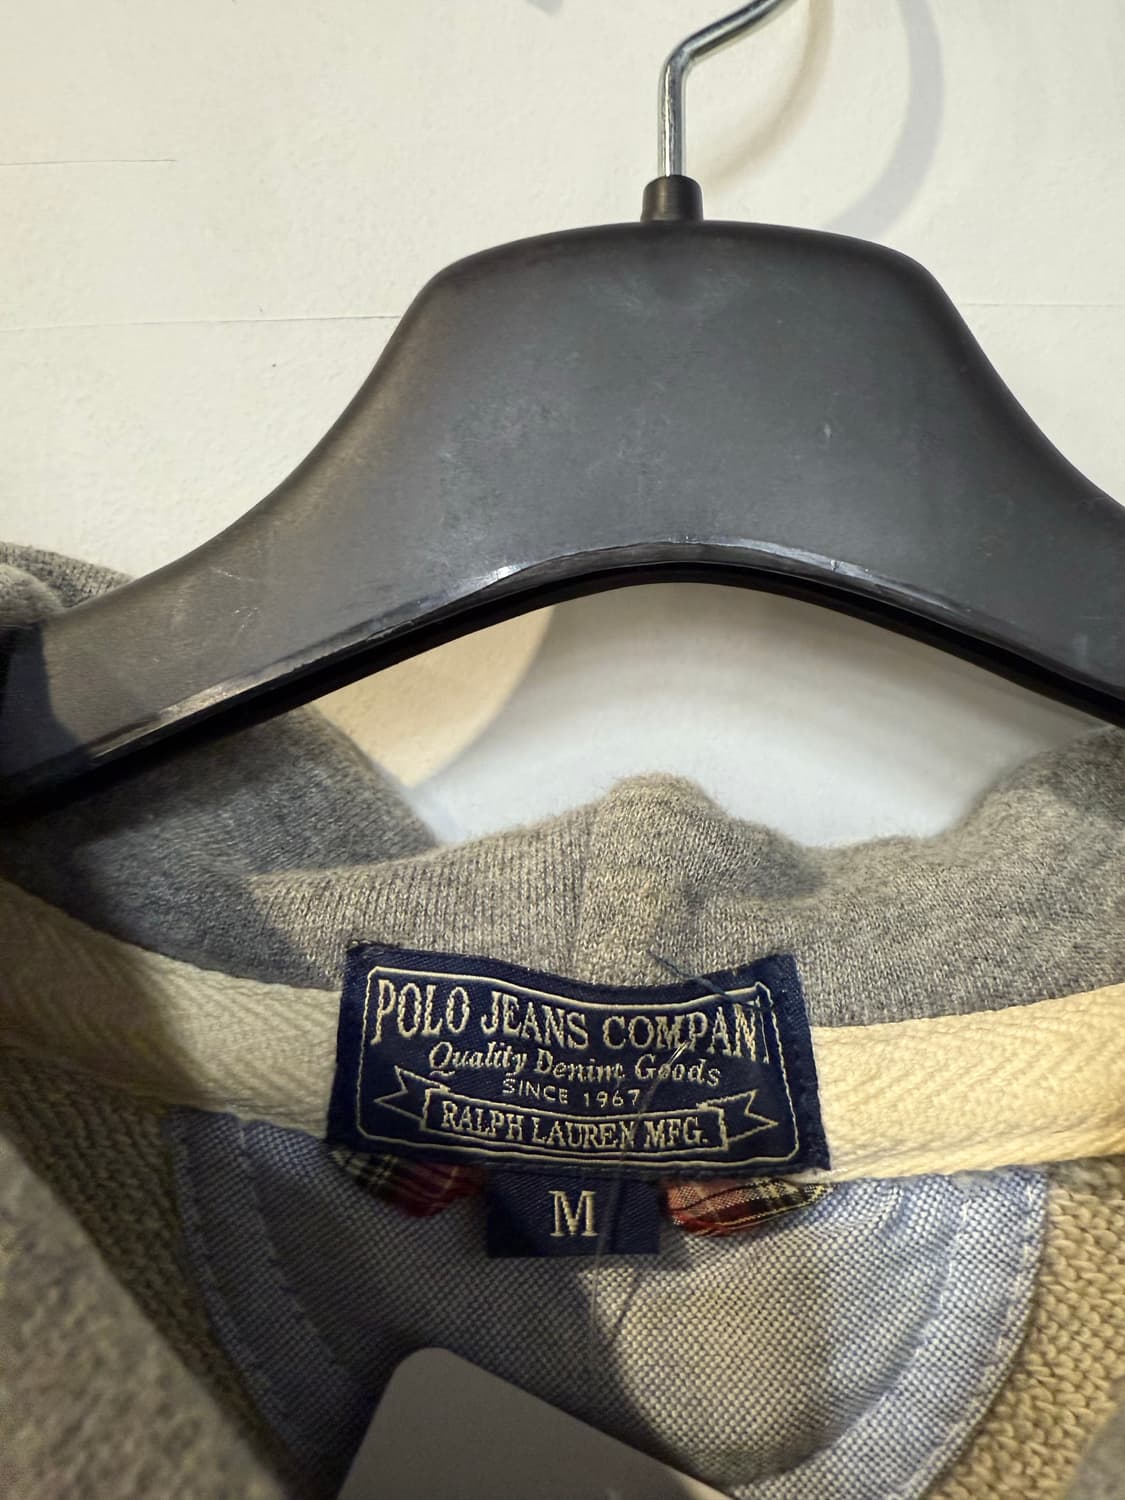 POLO JEANS COMPANY
Quality Denim Goods
SINCE 1967
RALPH LAUREN MFG.
M